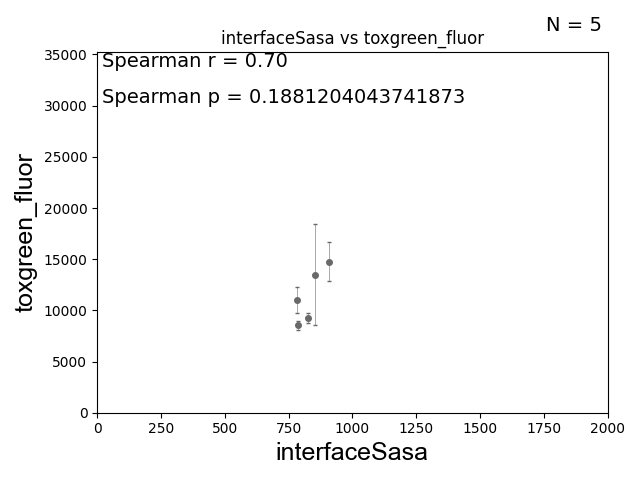 N = 5
interfaceSasa vs toxgreen_fluor
Spearman r = 0.70
Spearman p = 0.1881204043741873
toxgreen_fluor
35000
30000
25000
20000
15000
10000
5000
0
0 250 500 750 1000 1250 1500 1750 2000
interfaceSasa